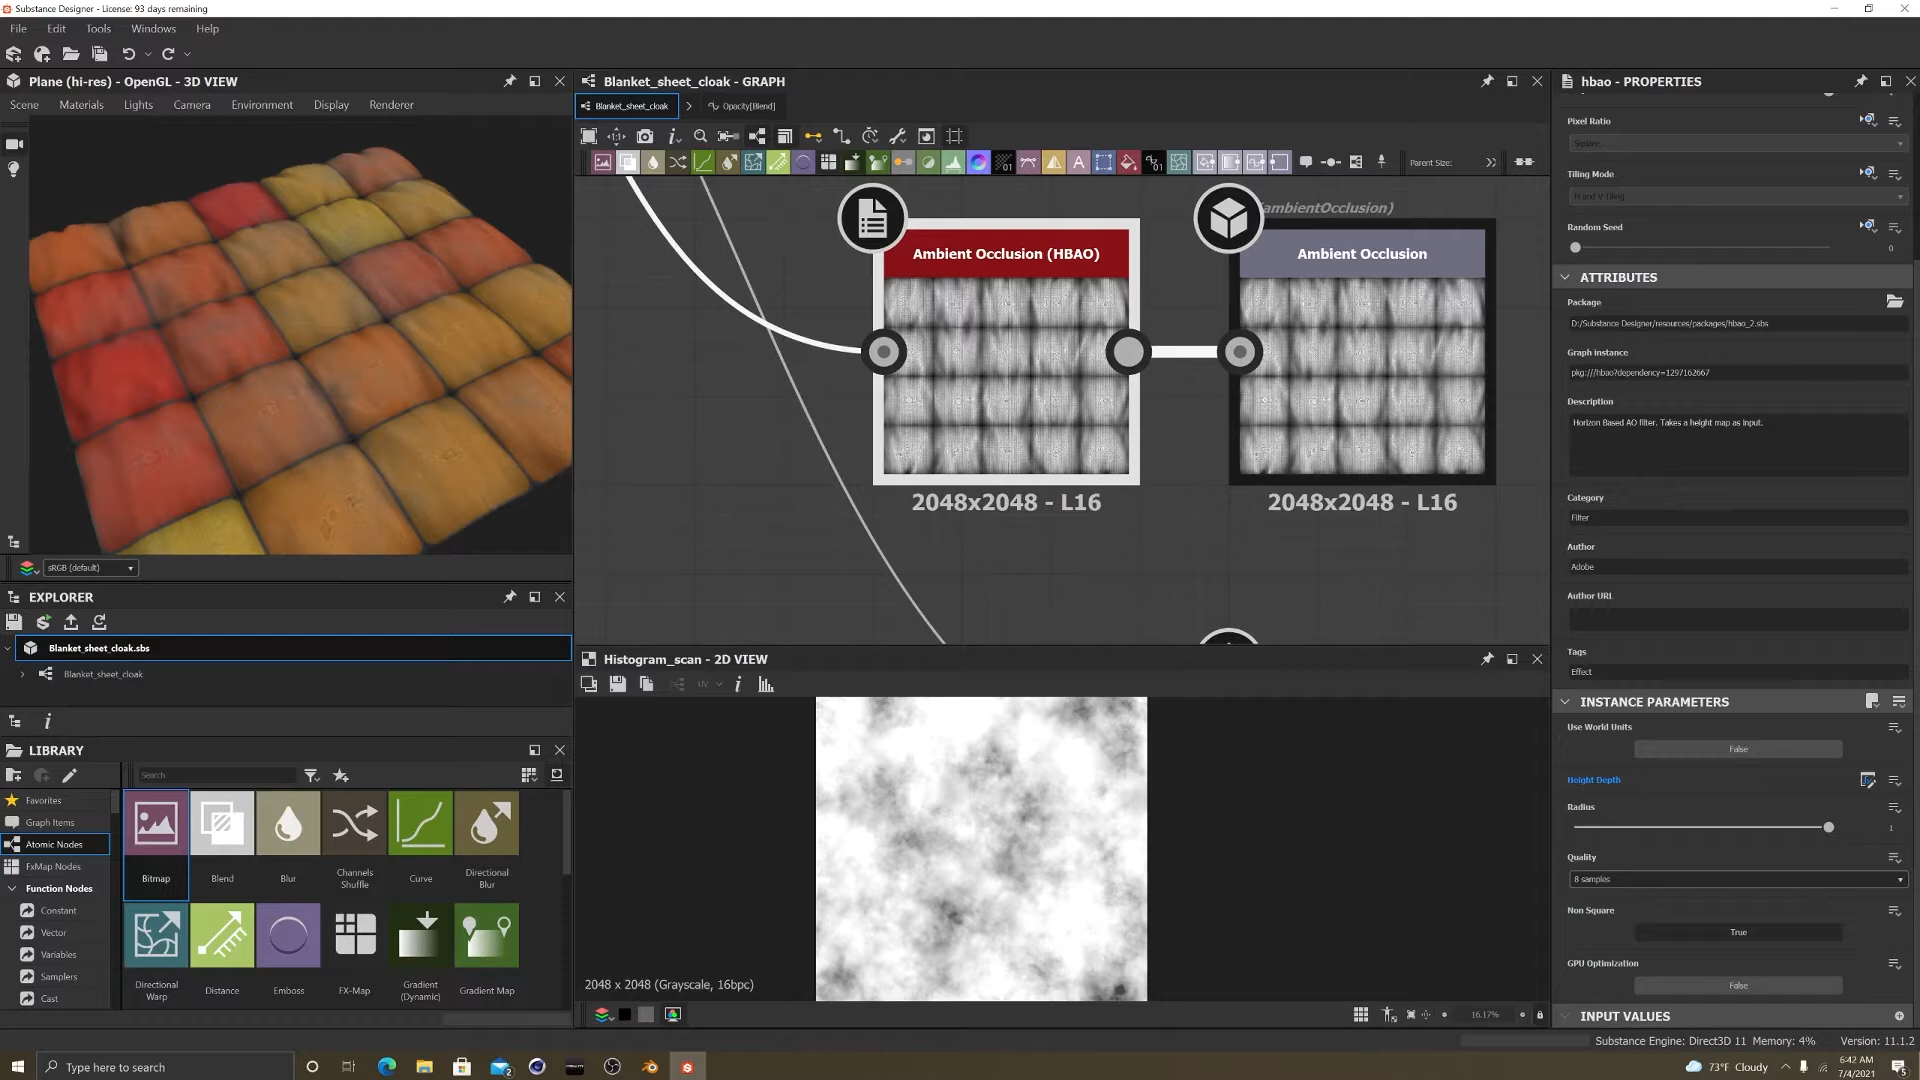 Substance Designer - License: 93 days remaining
File Edit Tools Windows Help
Plane (hi-res) - OpenGL - 3D VIEW
Scene Materials Lights Camera Environment Display Renderer
sRGB (default)
EXPLORER
Blanket_sheet_cloak.sbs
Blanket_sheet_cloak
LIBRARY
Search
Favorites
Graph Items
Atomic Nodes
FxMap Nodes
Function Nodes
Constant
Vector
Variables
Samplers
Cast
Bitmap
Blend
Blur
Channels
Shuffle
Curve
Directional
Blur
Directional
Warp
Distance
Emboss
FX-Map
Gradient
(Dynamic)
Gradient Map
Blanket_sheet_cloak - GRAPH
Blanket_sheet_cloak
Opacity[Blend]
Parent Size:
ambientOcclusion)
Ambient Occlusion (HBAO)
2048x2048 - L16
Ambient Occlusion
2048x2048 - L16
Histogram_scan - 2D VIEW
UV
2048 x 2048 (Grayscale, 16bpc)
16.17%
hbao - PROPERTIES
Pixel Ratio
Square
Tiling Mode
H and V Tiling
Random Seed
0
ATTRIBUTES
Package
D:/Substance Designer/resources/packages/hbao_2.sbs
Graph instance
pkg:///hbao?dependency=1297162667
Description
Horizon Based AO filter. Takes a height map as input.
Category
Filter
Author
Adobe
Author URL
Tags
Effect
INSTANCE PARAMETERS
Use World Units
False
Height Depth
Radius
1
Quality
8 samples
Non Square
True
GPU Optimization
False
INPUT VALUES
Substance Engine: Direct3D 11 Memory: 4% Version: 11.1.2
Type here to search
2
73°F Cloudy
6:42 AM
7/4/2021
5